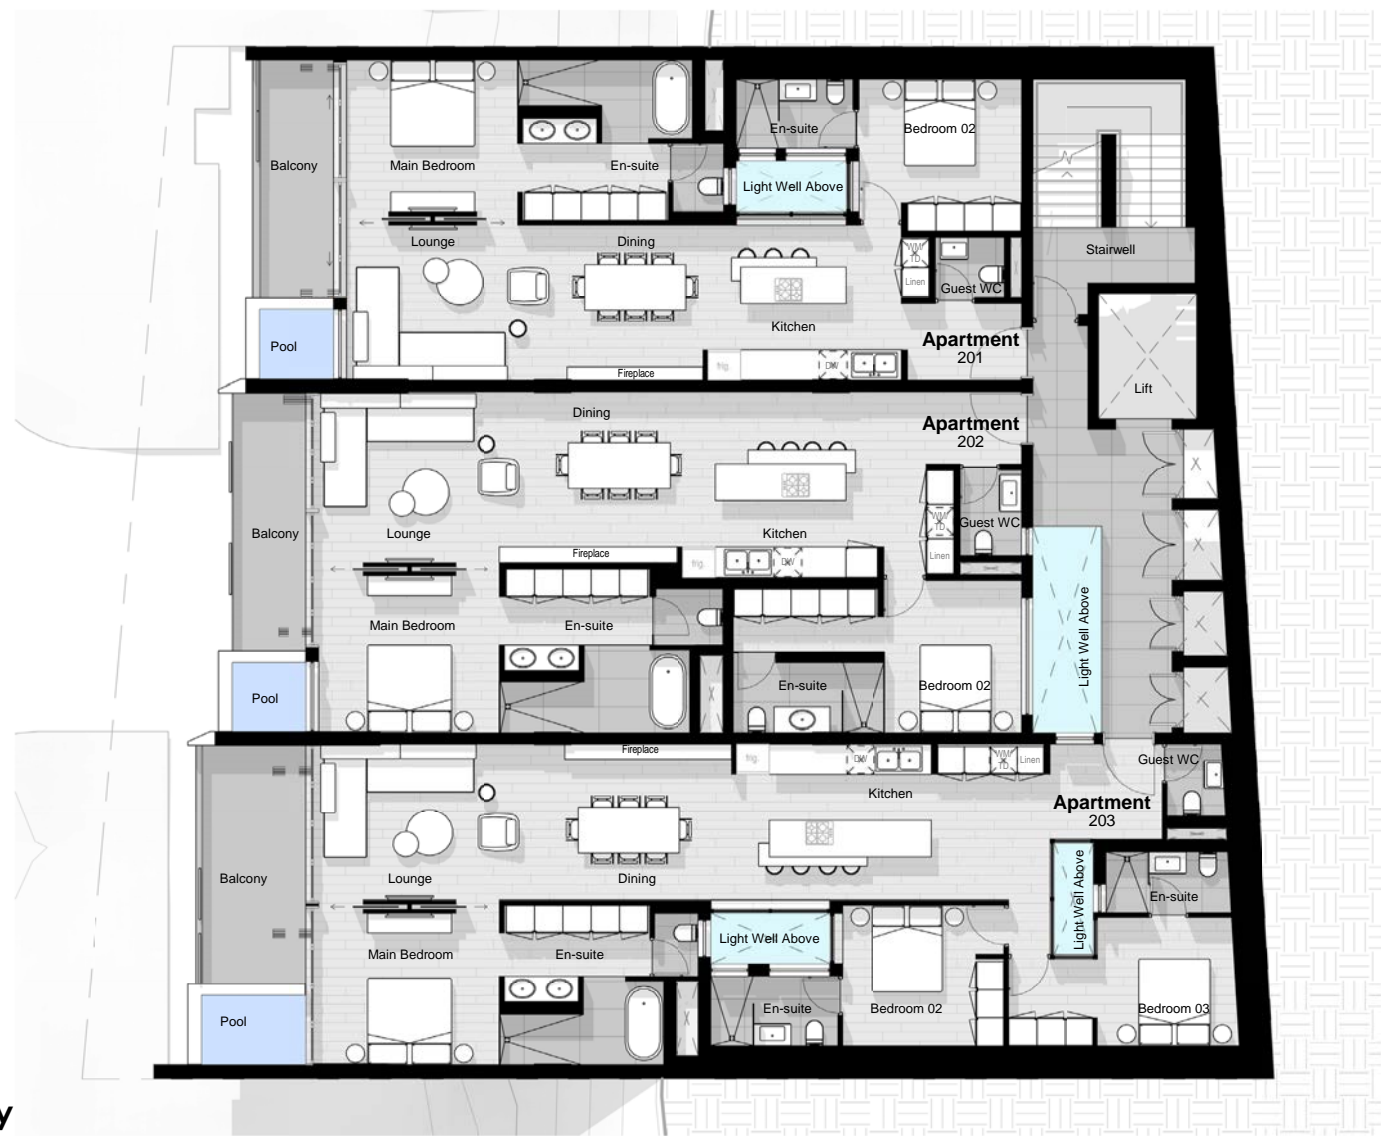 En-suite
Bedroom 02
Balcony
Main Bedroom
En-suite
Light Well Above
Lounge
Dining
WM/
TD
Stairwell
Linen
Guest WC
Kitchen
Pool
Apartment
201
Fireplace
frig.
DW
Lift
Dining
Apartment
202
WM/
TD
Guest WC
Balcony
Lounge
Kitchen
Fireplace
frig.
DW
Linen
Main Bedroom
En-suite
Light Well Above
En-suite
Bedroom 02
Pool
Fireplace
frig.
DW
WM/
TD
Linen
Guest WC
Kitchen
Apartment
203
Balcony
Lounge
Dining
Light Well Above
En-suite
Main Bedroom
En-suite
Light Well Above
En-suite
Bedroom 02
Bedroom 03
Pool
y